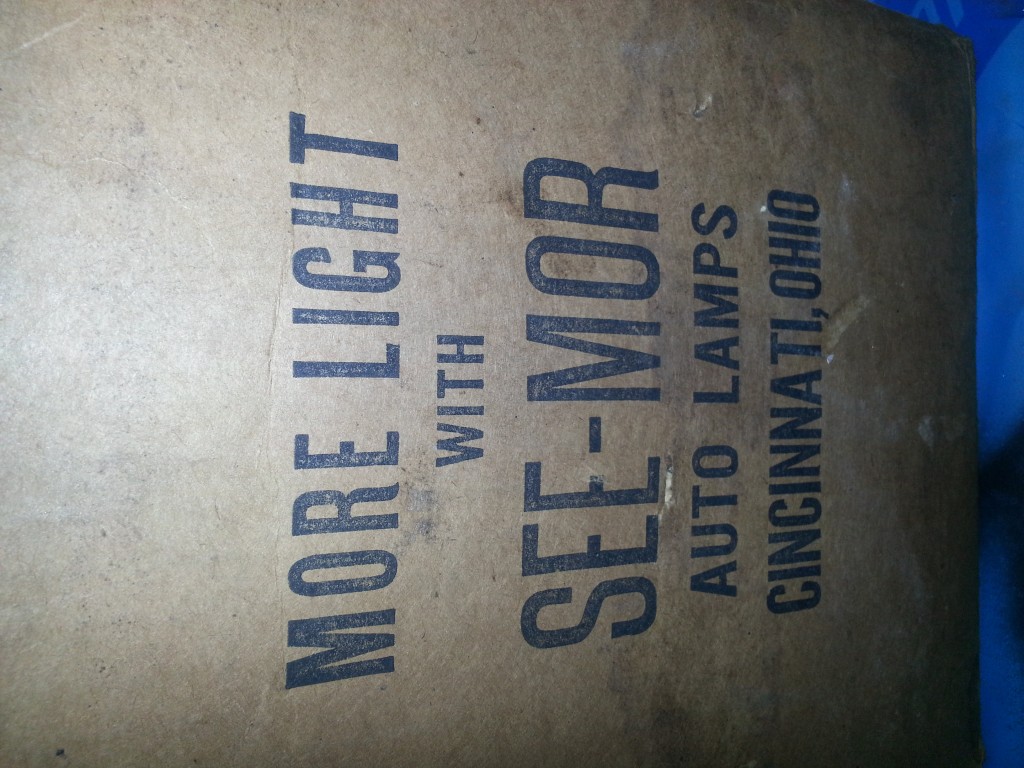 MORE LIGHT
WITH
SEE-MOR
AUTO LAMPS
CINCINNATI, OHIO